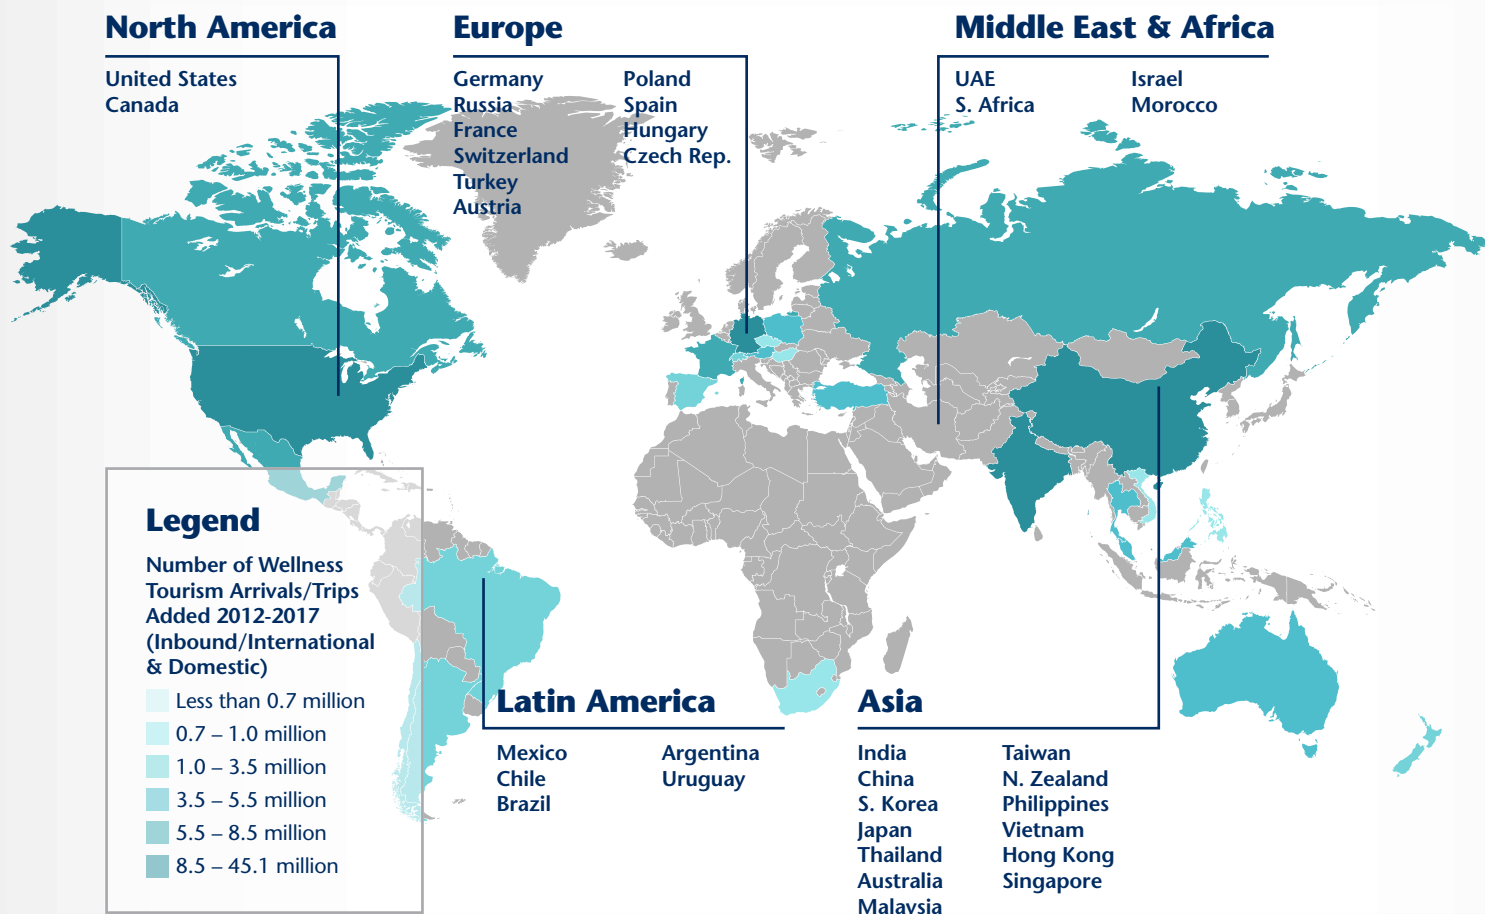 North America
United States
Canada
Europe
Germany
Russia
France
Switzerland
Turkey
Austria
Poland
Spain
Hungary
Czech Rep.
Middle East & Africa
UAE
S. Africa
Israel
Morocco
Legend
Number of Wellness
Tourism Arrivals/Trips
Added 2012-2017
(Inbound/International
& Domestic)
Less than 0.7 million
0.7 – 1.0 million
1.0 – 3.5 million
3.5 – 5.5 million
5.5 – 8.5 million
8.5 – 45.1 million
Latin America
Mexico
Chile
Brazil
Argentina
Uruguay
Asia
India
China
S. Korea
Japan
Thailand
Australia
Malaysia
Taiwan
N. Zealand
Philippines
Vietnam
Hong Kong
Singapore